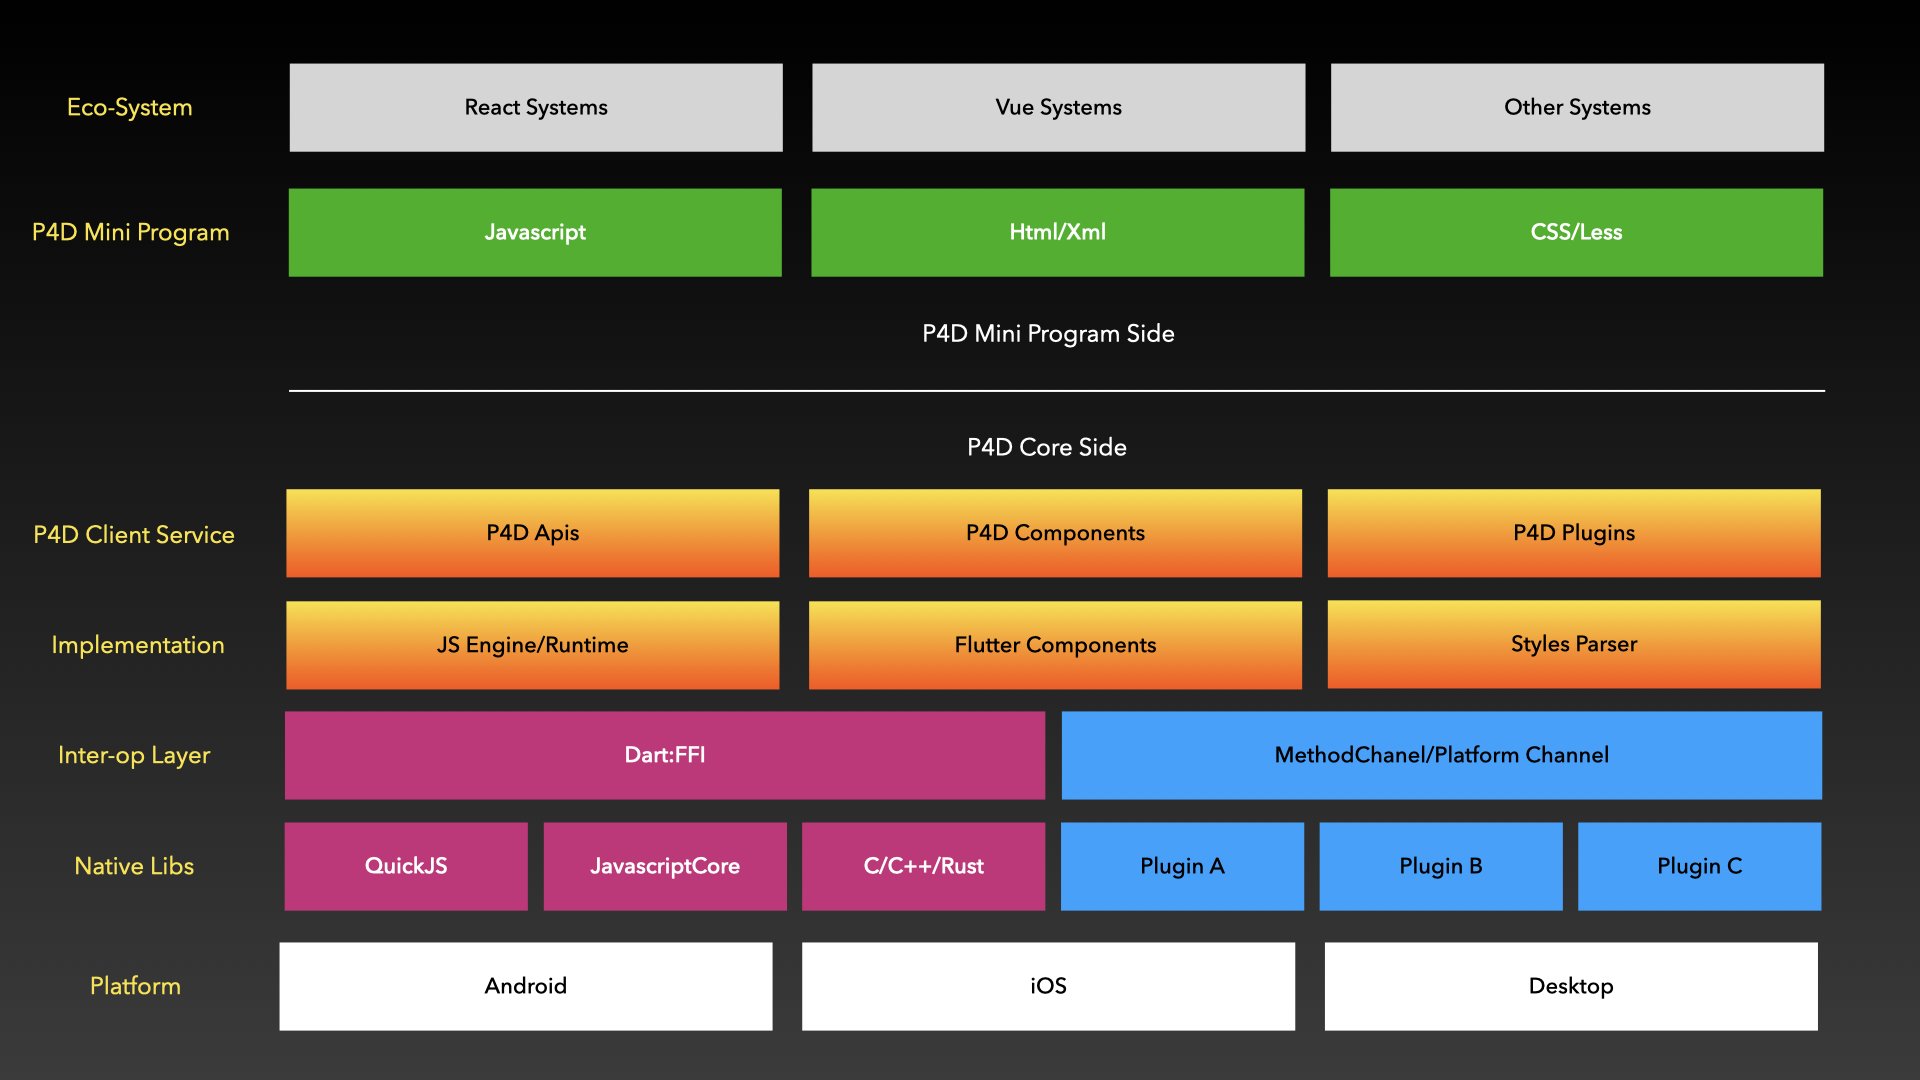 Eco-System
React Systems
Vue Systems
Other Systems
P4D Mini Program
Javascript
Html/Xml
CSS/Less
P4D Mini Program Side
P4D Core Side
P4D Client Service
P4D Apis
P4D Components
P4D Plugins
Implementation
JS Engine/Runtime
Flutter Components
Styles Parser
Inter-op Layer
Dart:FFI
MethodChanel/Platform Channel
Native Libs
QuickJS
JavascriptCore
C/C++/Rust
Plugin A
Plugin B
Plugin C
Platform
Android
iOS
Desktop